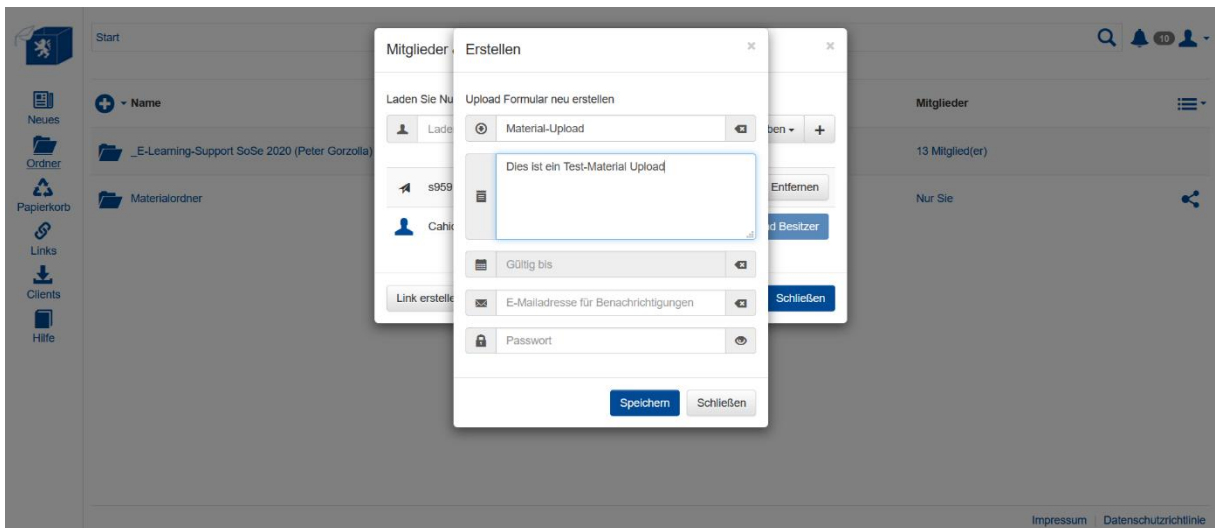 Start
10
Neues
Ordner
Papierkorb
Links
Clients
Hilfe
Name
Mitglieder
_E-Learning-Support SoSe 2020 (Peter Gorzolla)
13 Mitglied(er)
Materialordner
Nur Sie
Mitglieder
Laden Sie Nu
Lade
ben
s959
Entfernen
Cahi
d Besitzer
Link erstelle
Schließen
Erstellen
Upload Formular neu erstellen
Material-Upload
Dies ist ein Test-Material Upload
Gültig bis
E-Mailadresse für Benachrichtigungen
Passwort
Speichern Schließen
Impressum Datenschutzrichtlinie